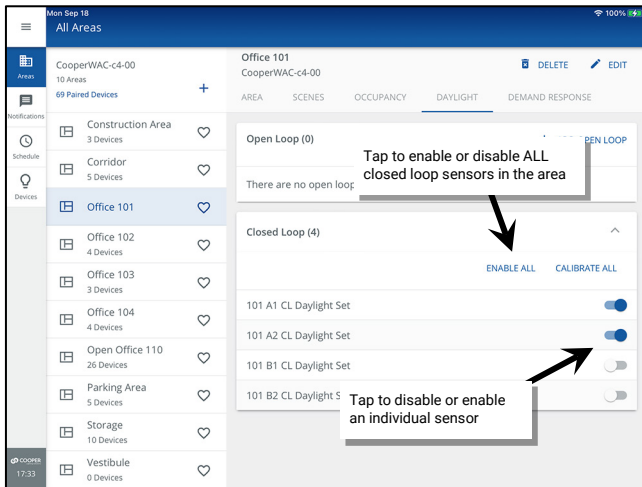 Mon Sep 18
100%
All Areas
Areas
Notifications
Schedule
Devices
COOPER
17:33
CooperWAC-c4-00
10 Areas
69 Paired Devices
+
Construction Area
3 Devices
Corridor
5 Devices
Office 101
Office 102
4 Devices
Office 103
3 Devices
Office 104
4 Devices
Open Office 110
26 Devices
Parking Area
5 Devices
Storage
10 Devices
Vestibule
0 Devices
Office 101
CooperWAC-c4-00
DELETE
EDIT
AREA SCENES OCCUPANCY DAYLIGHT DEMAND RESPONSE
Open Loop (0)
OPEN LOOP
There are no open loop
Tap to enable or disable ALL
closed loop sensors in the area
Closed Loop (4)
ENABLE ALL CALIBRATE ALL
101 A1 CL Daylight Set
101 A2 CL Daylight Set
101 B1 CL Daylight Set
101 B2 CL Daylight S
Tap to disable or enable
an individual sensor